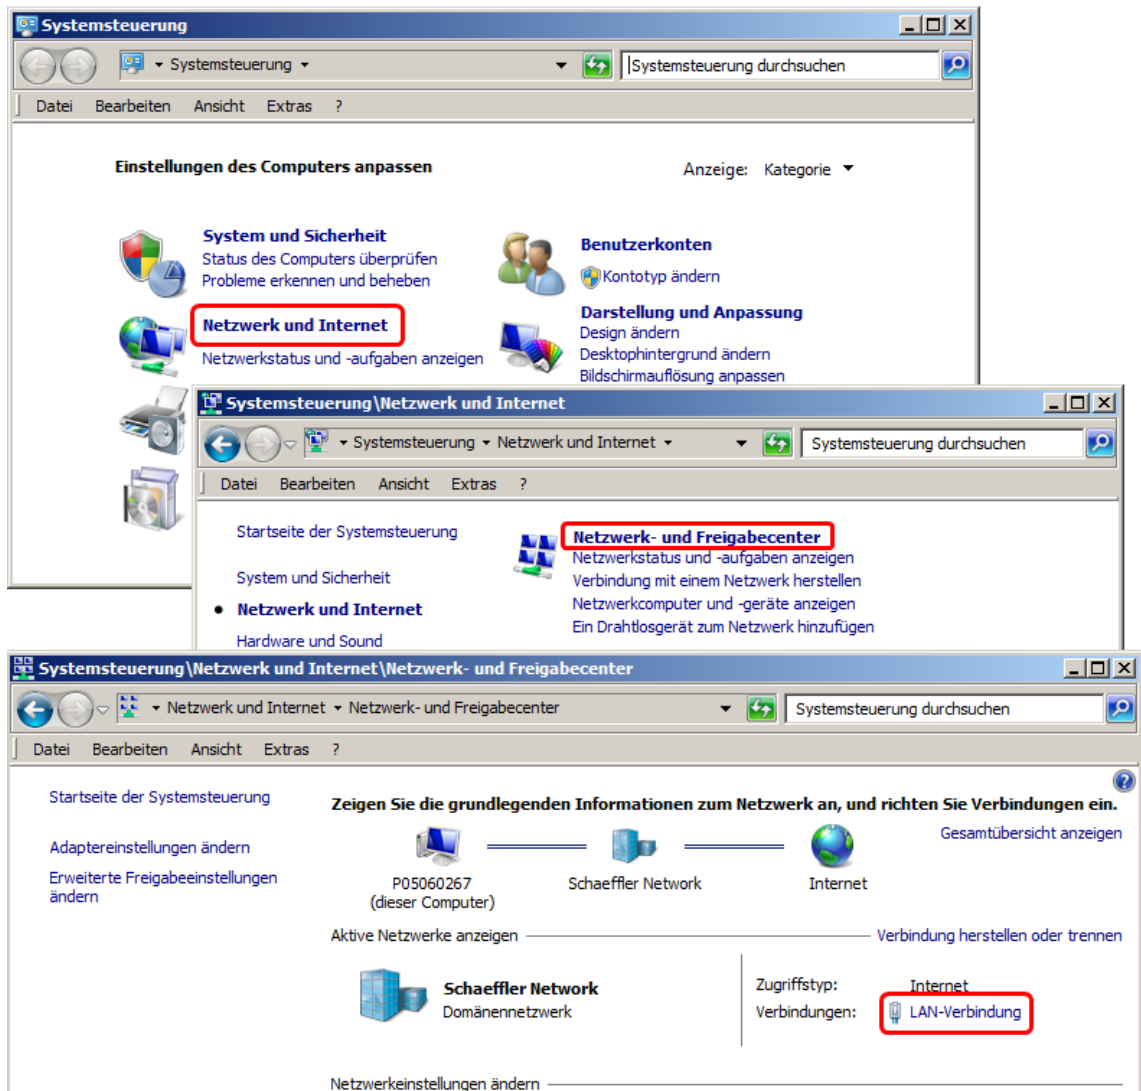 Systemsteuerung
Systemsteuerung
Systemsteuerung durchsuchen
Datei Bearbeiten Ansicht Extras ?
Einstellungen des Computers anpassen
Anzeige: Kategorie
System und Sicherheit
Status des Computers überprüfen
Probleme erkennen und beheben
Netzwerk und Internet
Netzwerkstatus und -aufgaben anzeigen
Benutzerkonten
Kontotyp ändern
Darstellung und Anpassung
Design ändern
Desktophintergrund ändern
Bildschirmauflösung anpassen
Systemsteuerung\Netzwerk und Internet
Systemsteuerung Netzwerk und Internet
Systemsteuerung durchsuchen
Datei Bearbeiten Ansicht Extras ?
Startseite der Systemsteuerung
System und Sicherheit
Netzwerk und Internet
Hardware und Sound
Netzwerk- und Freigabecenter
Netzwerkstatus und -aufgaben anzeigen
Verbindung mit einem Netzwerk herstellen
Netzwerkcomputer und -geräte anzeigen
Ein Drahtlosgerät zum Netzwerk hinzufügen
Systemsteuerung\Netzwerk und Internet\Netzwerk- und Freigabecenter
Netzwerk und Internet Netzwerk- und Freigabecenter
Systemsteuerung durchsuchen
Datei Bearbeiten Ansicht Extras ?
Startseite der Systemsteuerung
Adaptereinstellungen ändern
Erweiterte Freigabeeinstellungen
ändern
Zeigen Sie die grundlegenden Informationen zum Netzwerk an, und richten Sie Verbindungen ein.
Gesamtübersicht anzeigen
P05060267
(dieser Computer)
Schaeffler Network
Internet
Aktive Netzwerke anzeigen
Verbindung herstellen oder trennen
Schaeffler Network
Domänennetzwerk
Zugriffstyp: Internet
Verbindungen: LAN-Verbindung
Netzwerkeinstellungen ändern